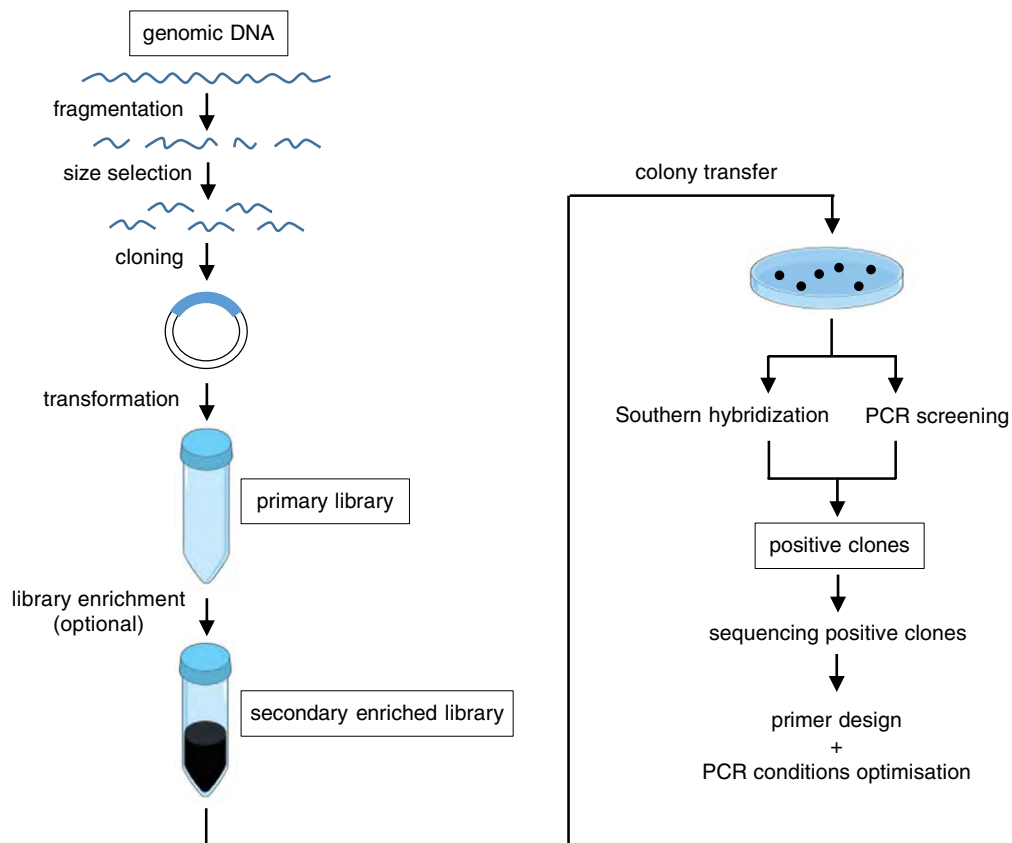 genomic DNA
fragmentation
size selection
cloning
transformation
primary library
library enrichment
(optional)
secondary enriched library
colony transfer
Southern hybridization
PCR screening
positive clones
sequencing positive clones
primer design
+
PCR conditions optimisation